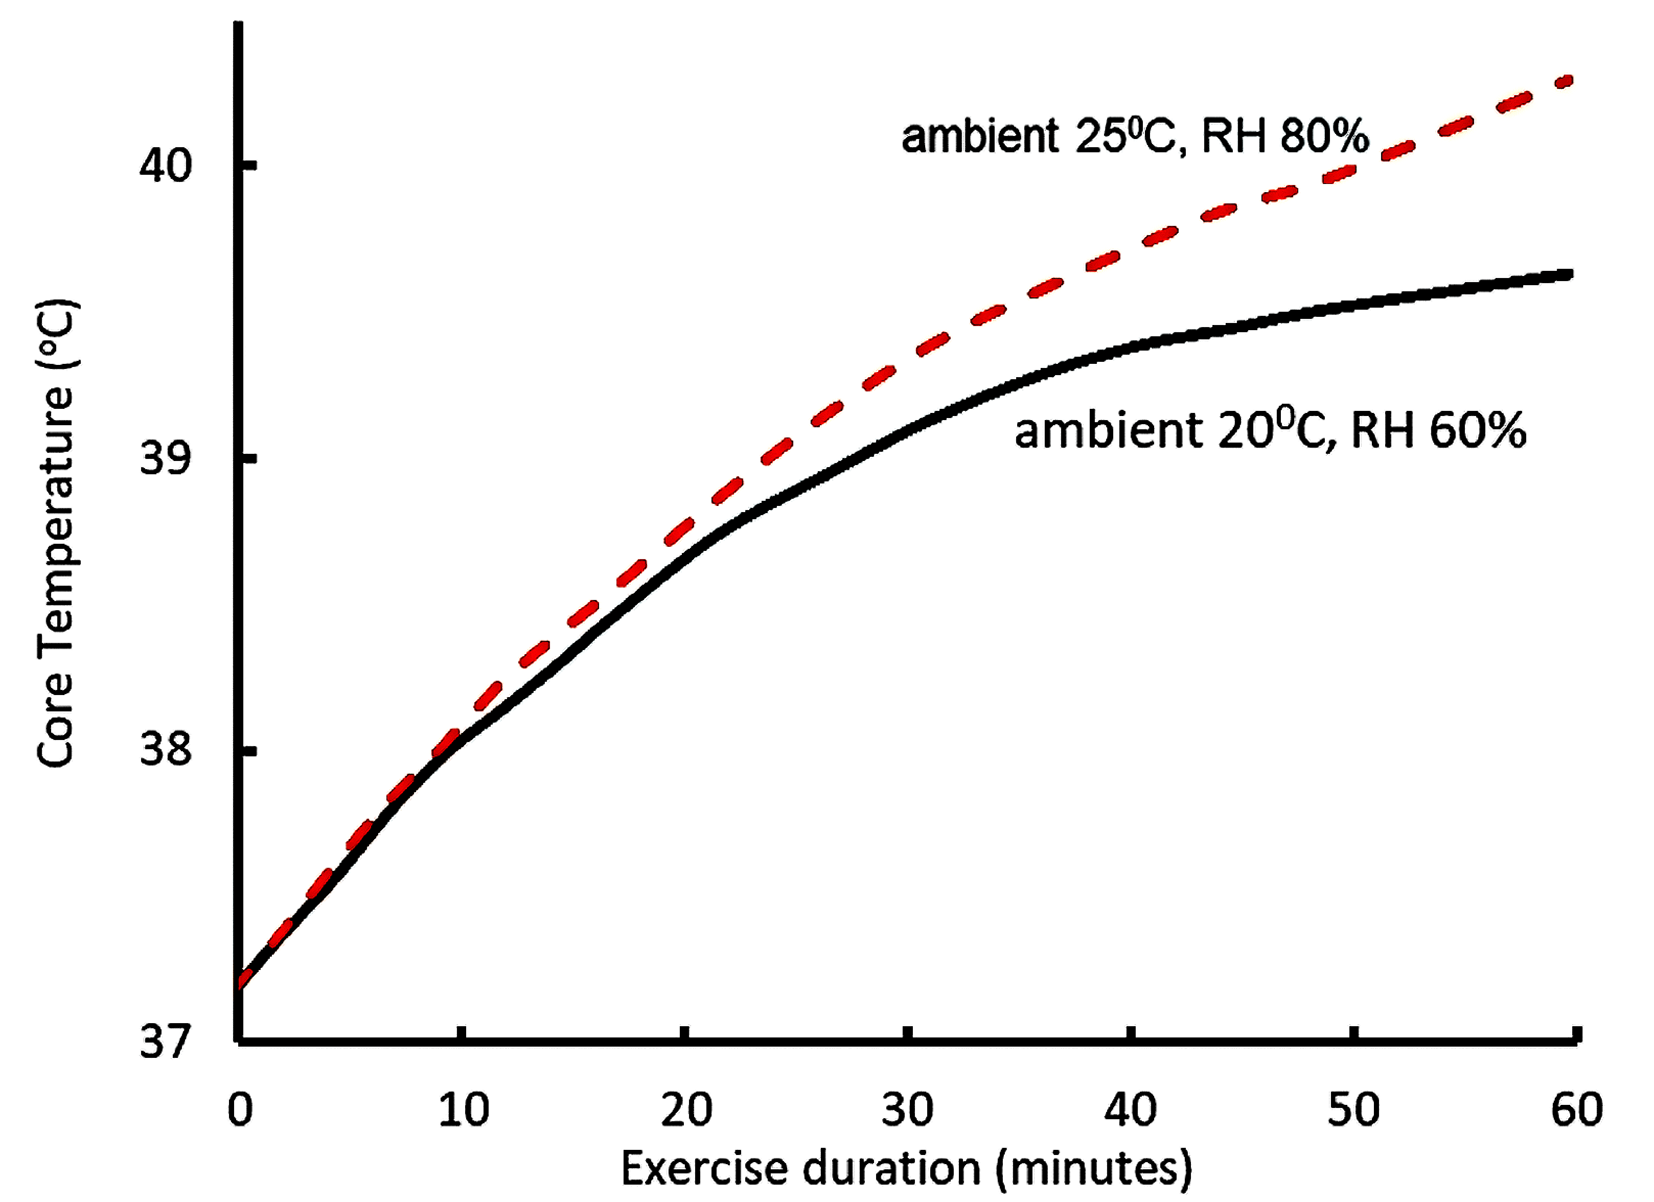 ambient 25⁰C, RH 80%
40
ambient 20⁰C, RH 60%
39
38
37
Core Temperature (ºC)
0 10 20 30 40 50 60
Exercise duration (minutes)